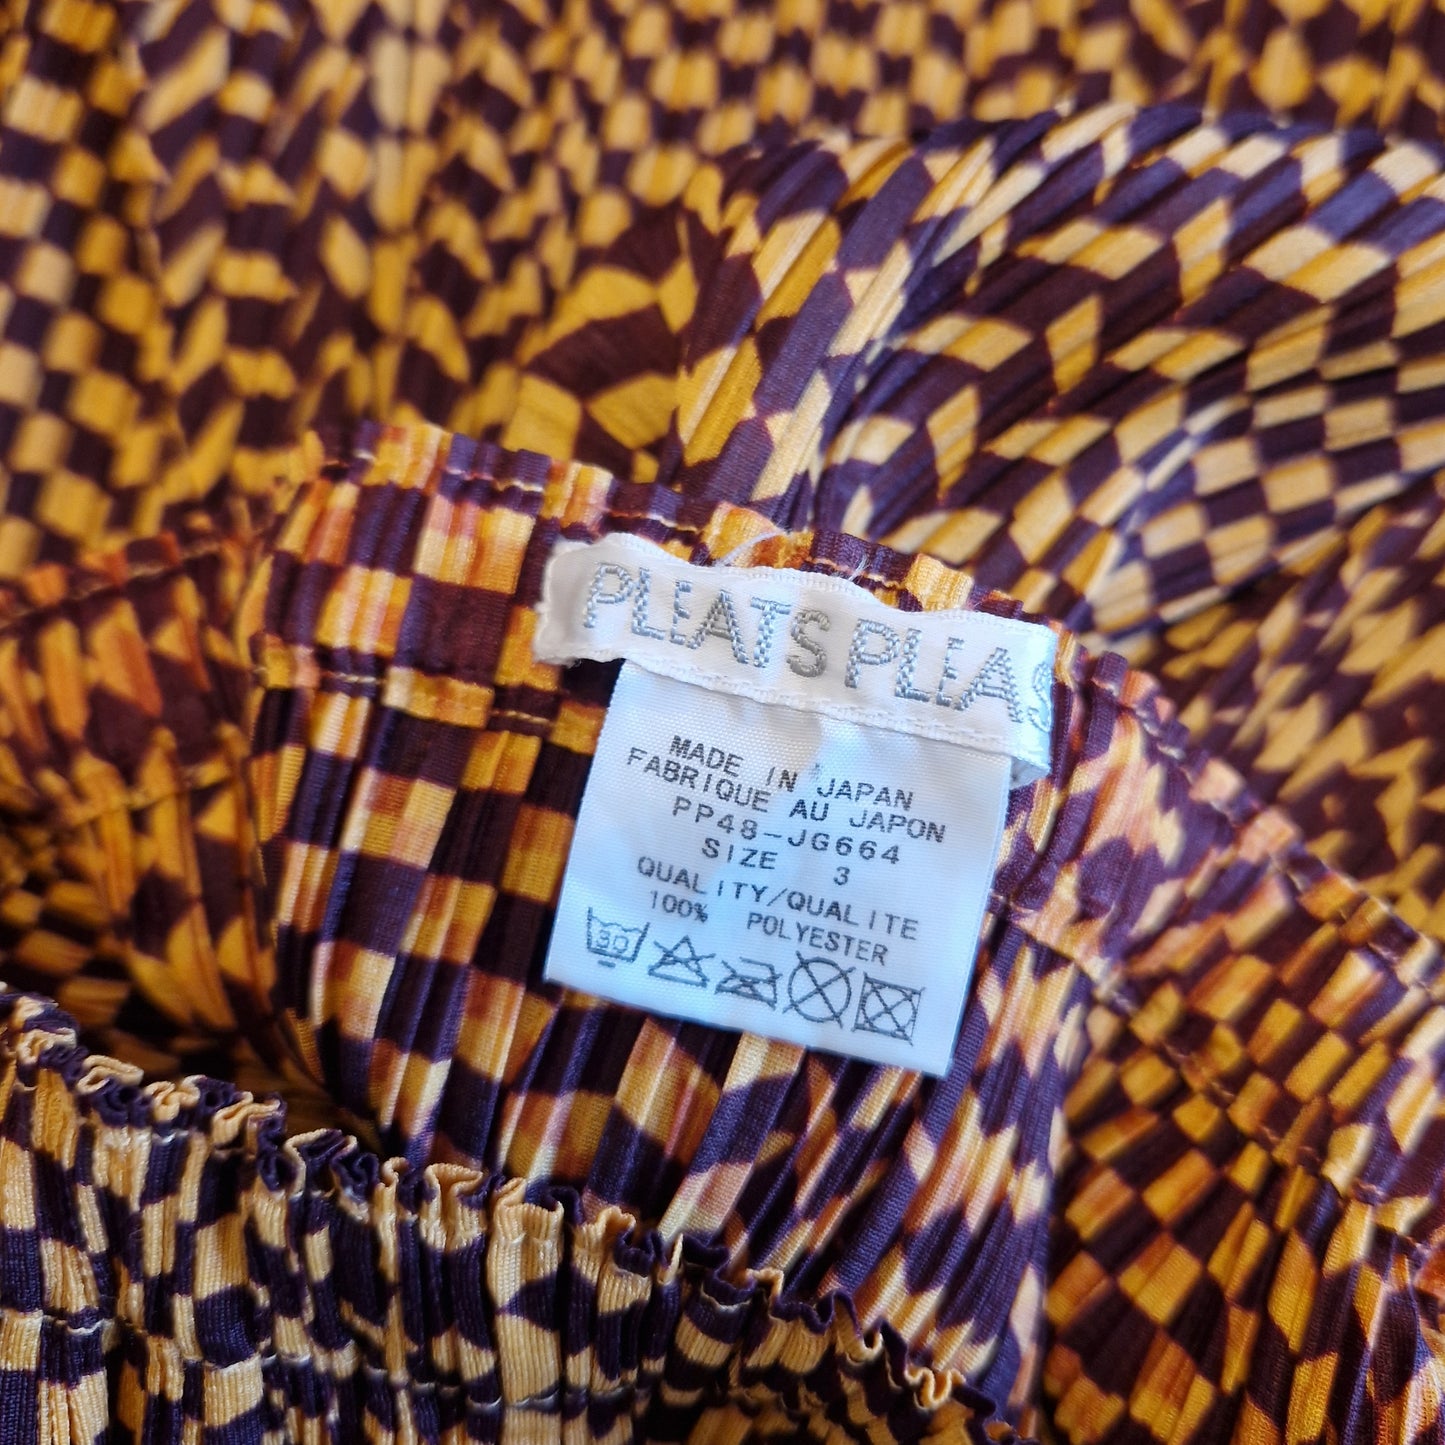 PLEATS PLEAS
MADE IN JAPAN
FABRIQUE AU JAPON
PP48-JG664
SIZE 3
QUALITY/QUALITE
100% POLYESTER
30